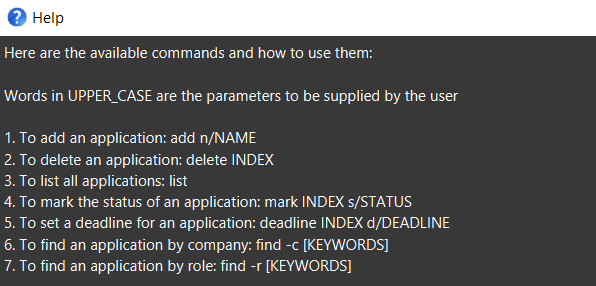 Help
Here are the available commands and how to use them:
Words in UPPER_CASE are the parameters to be supplied by the user
1. To add an application: add n/NAME
2. To delete an application: delete INDEX
3. To list all applications: list
4. To mark the status of an application: mark INDEX s/STATUS
5. To set a deadline for an application: deadline INDEX d/DEADLINE
6. To find an application by company: find -c [KEYWORDS]
7. To find an application by role: find -r [KEYWORDS]